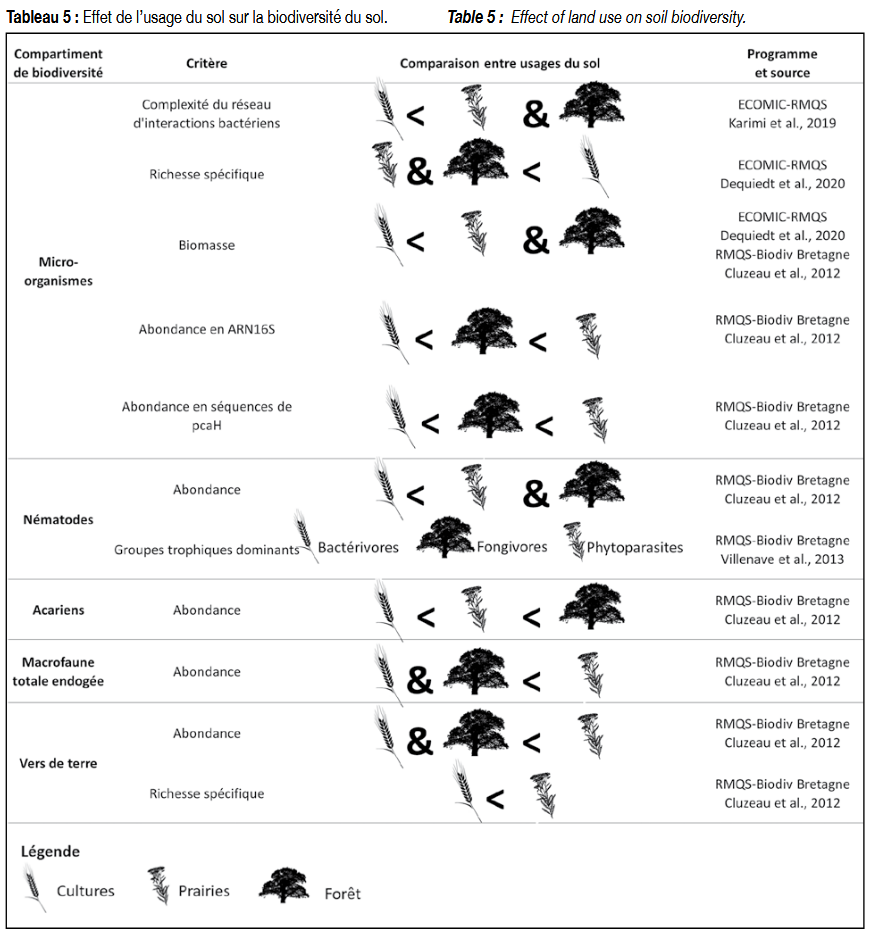 Tableau 5 : Effet de l'usage du sol sur la biodiversité du sol. Table 5 : Effect of land use on soil biodiversity.
Compartiment
de biodiversité
Critère
Comparaison entre usages du sol
Programme
et source
Micro-
organismes
Complexité du réseau
d'interactions bactériens
< &
ECOMIC-RMQS
Karimi et al., 2019
Richesse spécifique
& <
ECOMIC-RMQS
Dequiedt et al., 2020
Biomasse
< &
ECOMIC-RMQS
Dequiedt et al., 2020
RMQS-Biodiv Bretagne
Cluzeau et al., 2012
Abondance en ARN16S
< <
RMQS-Biodiv Bretagne
Cluzeau et al., 2012
Abondance en séquences de
pcaH
< <
RMQS-Biodiv Bretagne
Cluzeau et al., 2012
Nématodes
Abondance
< &
RMQS-Biodiv Bretagne
Cluzeau et al., 2012
Groupes trophiques dominants Bactérivores Fongivores Phytoparasites
RMQS-Biodiv Bretagne
Villenave et al., 2013
Acariens
Abondance
< <
RMQS-Biodiv Bretagne
Cluzeau et al., 2012
Macrofaune
totale endogée
Abondance
& <
RMQS-Biodiv Bretagne
Cluzeau et al., 2012
Vers de terre
Abondance
& <
RMQS-Biodiv Bretagne
Cluzeau et al., 2012
Richesse spécifique
<
RMQS-Biodiv Bretagne
Cluzeau et al., 2012
Légende
Cultures Prairies Forêt